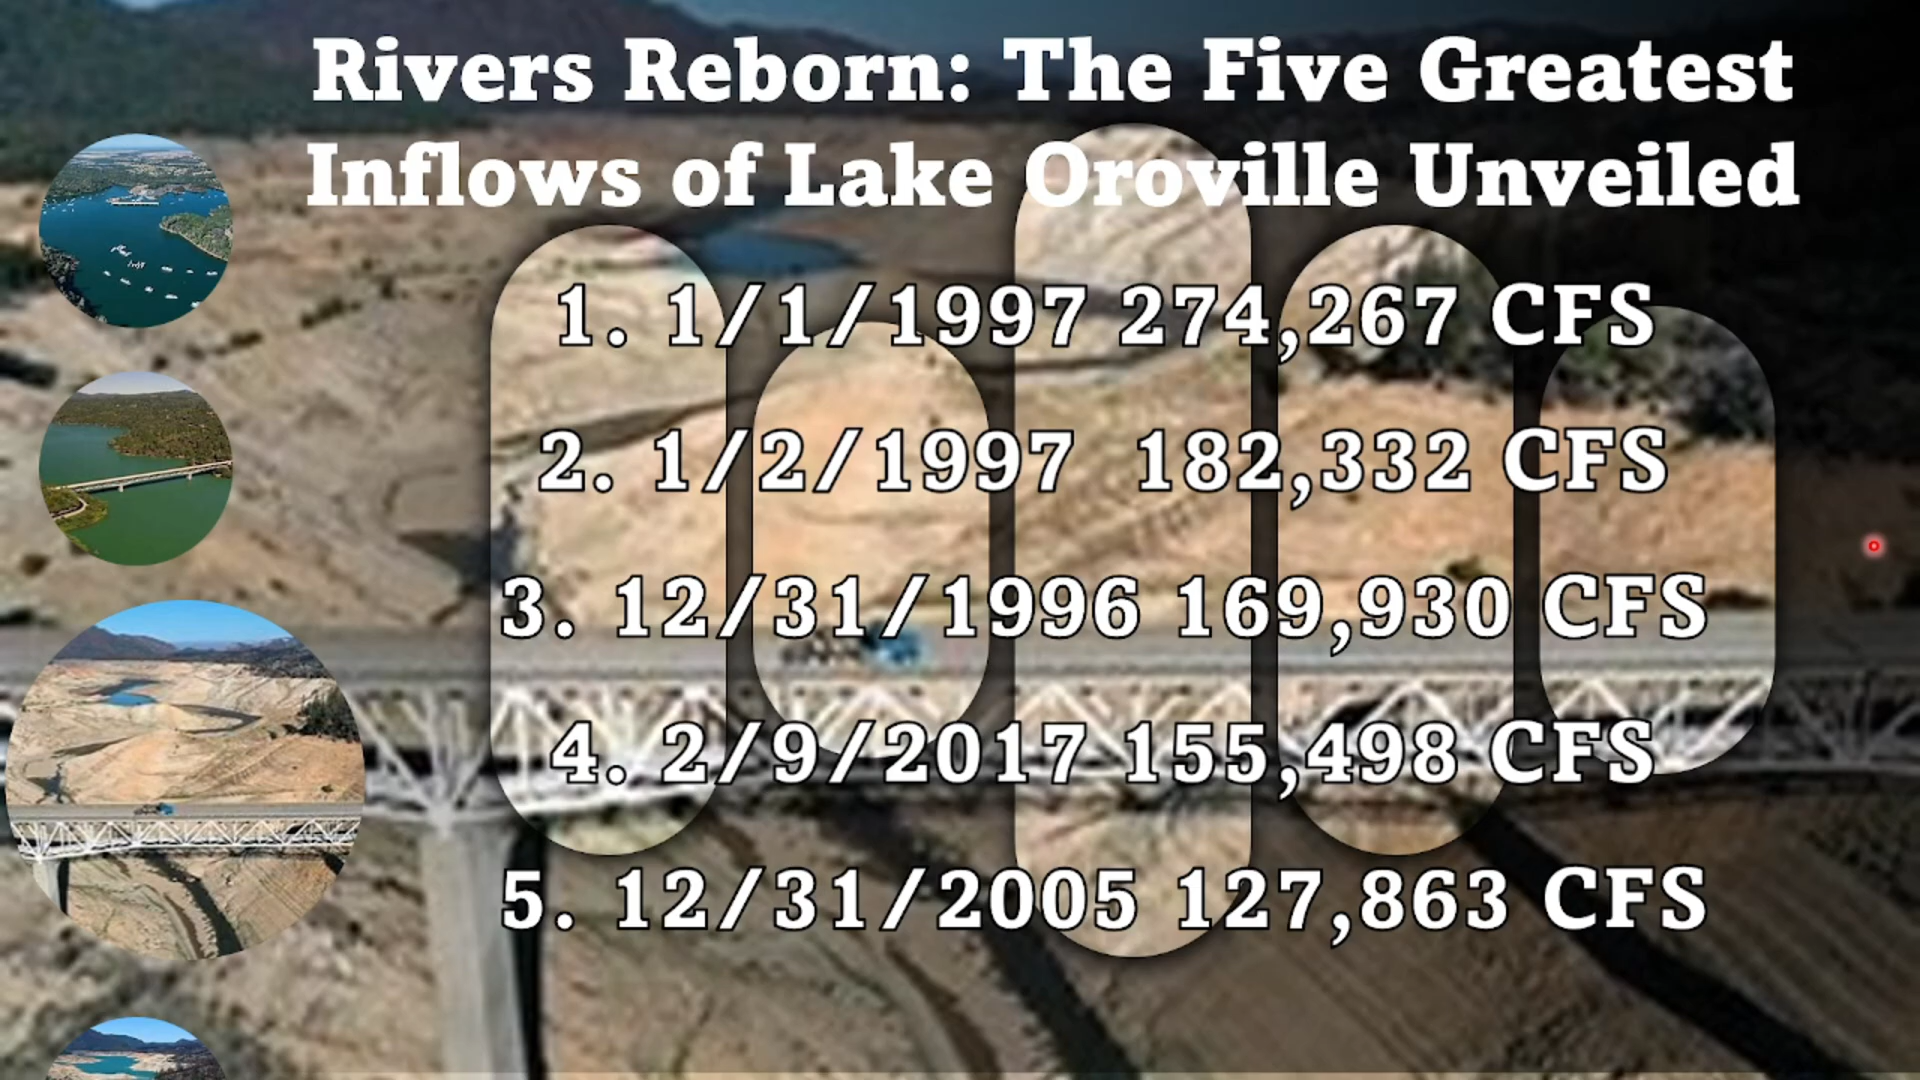 Rivers Reborn: The Five Greatest
Inflows of Lake Oroville Unveiled
1. 1/1/1997 274,267 CFS
2. 1/2/1997 182,332 CFS
3. 12/31/1996 169,930 CFS
4. 2/9/2017 155,498 CFS
5. 12/31/2005 127,863 CFS